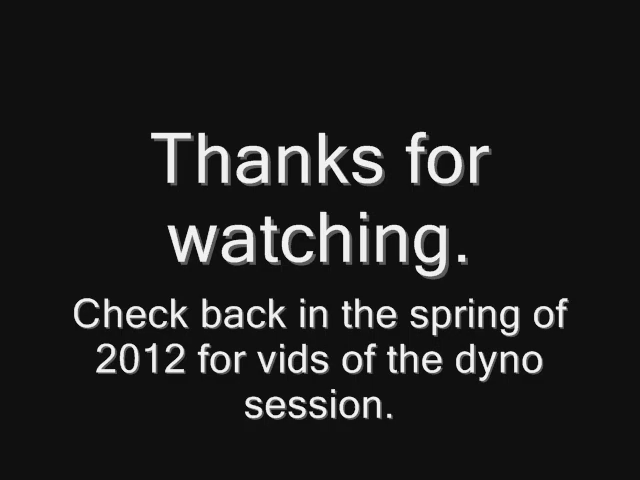 Thanks for
watching.
Check back in the spring of
2012 for vids of the dyno
session.